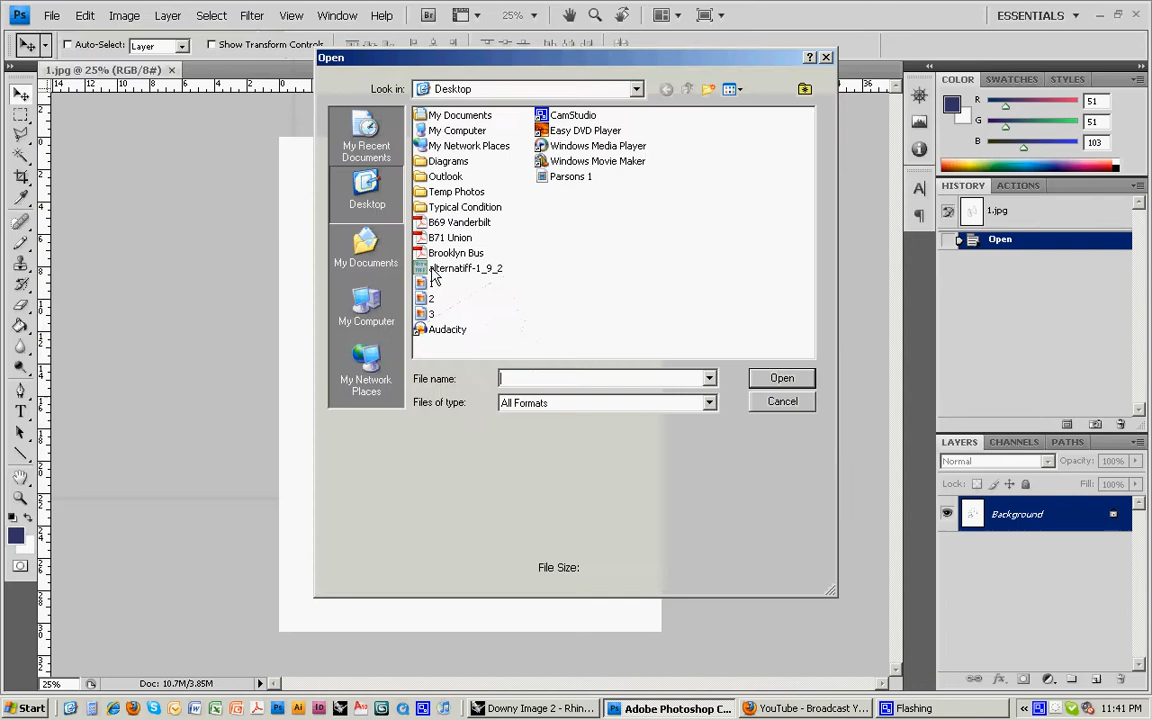 Ps File Edit Image Layer Select Filter View Window Help Br 25% ESSENTIALS
Auto-Select: Layer Show Transform Controls
1.jpg @ 25% (RGB/8#)
Open
Look in: Desktop
My Recent Documents
Desktop
My Documents
My Computer
My Network Places
My Documents
My Computer
My Network Places
Diagrams
Outlook
Temp Photos
Typical Condition
B69 Vanderbilt
B71 Union
Brooklyn Bus
alternatiff-1_9_2
1
2
3
Audacity
CamStudio
Easy DVD Player
Windows Media Player
Windows Movie Maker
Parsons 1
File name: Open
Files of type: All Formats Cancel
File Size:
COLOR SWATCHES STYLES
R 51
G 51
B 103
HISTORY ACTIONS
1.jpg
Open
LAYERS CHANNELS PATHS
Normal Opacity: 100%
Lock: Fill: 100%
Background
25% Doc: 10.7M/3.85M
Start Downy Image 2 - Rhin... Adobe Photoshop C... YouTube - Broadcast Y... Flashing 11:41 PM